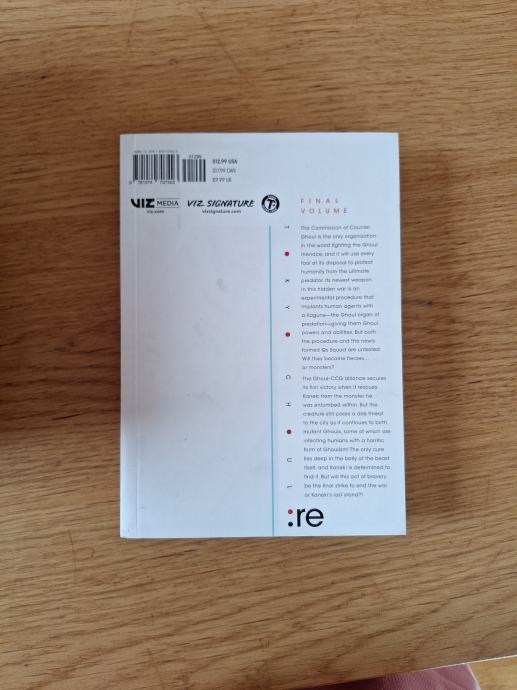 $12.99 USA
$17.99 CAN
£9.99 UK
VIZ MEDIA
viz.com
VIZ SIGNATURE
vizsignature.com
T
FINAL
VOLUME
T
K
Y
C
H
U
L
The Commission of Counter
Ghoul is the only organization
in the world fighting the Ghoul
menace, and it will use every
tool at its disposal to protect
humanity from the ultimate
predator. Its newest weapon
in this hidden war is an
experimental procedure that
implants human agents with
a Kagune—the Ghoul organ of
predation—giving them Ghoul
powers and abilities. But both
the procedure and the newly
formed Qs Squad are untested.
Will they become heroes...
or monsters?
The Ghoul-CCG alliance secures
its first victory when it rescues
Kaneki from the monster he
was entombed within. But the
creature still poses a dire threat
to the city as it continues to birth
mutant Ghouls, some of which are
infecting humans with a horrific
form of Ghoulism! The only cure
lies deep in the belly of the beast
itself, and Kaneki is determined to
find it. But will this act of bravery
be the final strike to end the war
or Kaneki's last stand?!
:re